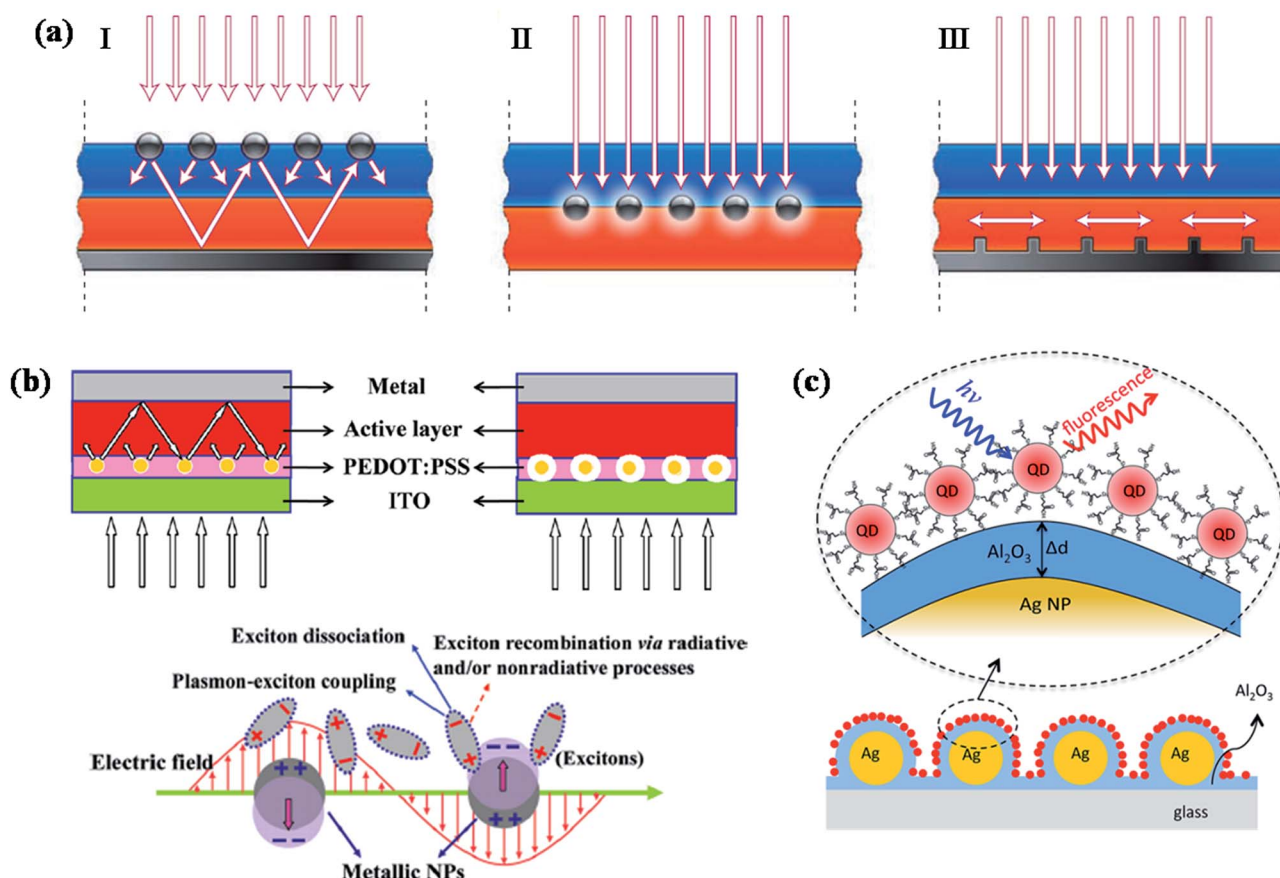 (a)
I
II
III
(b)
Metal
Active layer
PEDOT:PSS
ITO
Exciton dissociation
Exciton recombination via radiative
and/or nonradiative processes
Plasmon-exciton coupling
Electric field
(Excitons)
Metallic NPs
(c)
hν
fluorescence
QD
QD
QD
QD
QD
Al₂O₃
Δd
Ag NP
Al₂O₃
Ag
Ag
Ag
Ag
glass